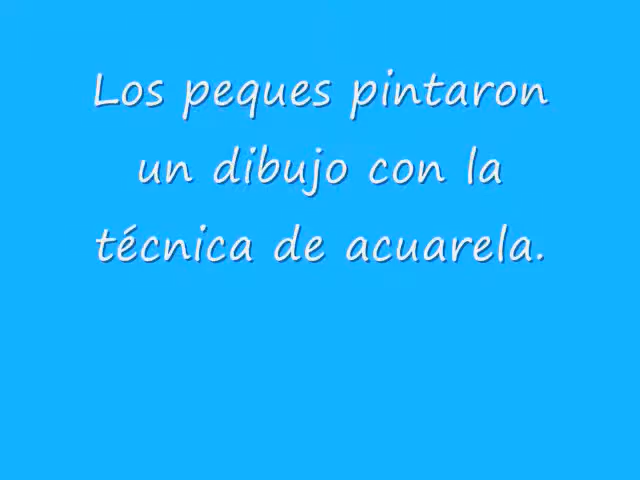 Los peques pintaron
un dibujo con la
técnica de acuarela.